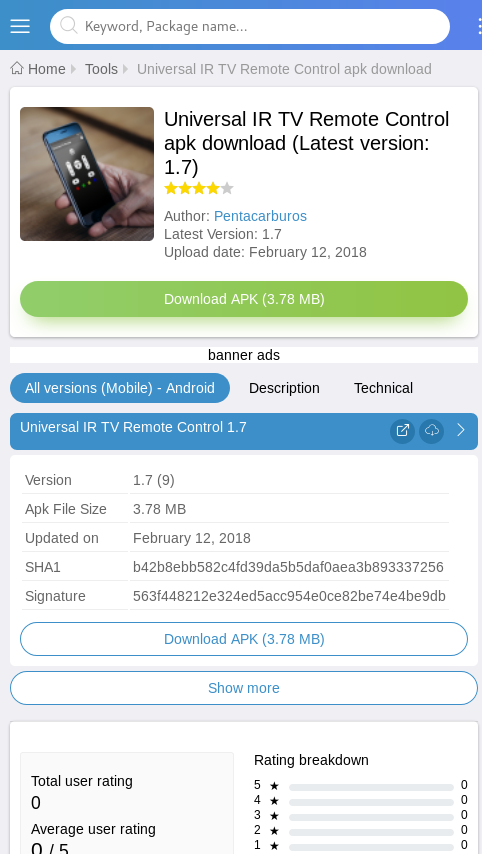 Keyword, Package name...
Home Tools Universal IR TV Remote Control apk download
Universal IR TV Remote Control
apk download (Latest version:
1.7)
Author: Pentacarburos
Latest Version: 1.7
Upload date: February 12, 2018
Download APK (3.78 MB)
banner ads
All versions (Mobile) - Android Description Technical
Universal IR TV Remote Control 1.7
Version 1.7 (9)
Apk File Size 3.78 MB
Updated on February 12, 2018
SHA1 b42b8ebb582c4fd39da5b5daf0aea3b893337256
Signature 563f448212e324ed5acc954e0ce82be74e4be9db
Download APK (3.78 MB)
Show more
Rating breakdown
Total user rating
0
Average user rating
0 / 5
5 ★ 0
4 ★ 0
3 ★ 0
2 ★ 0
1 ★ 0